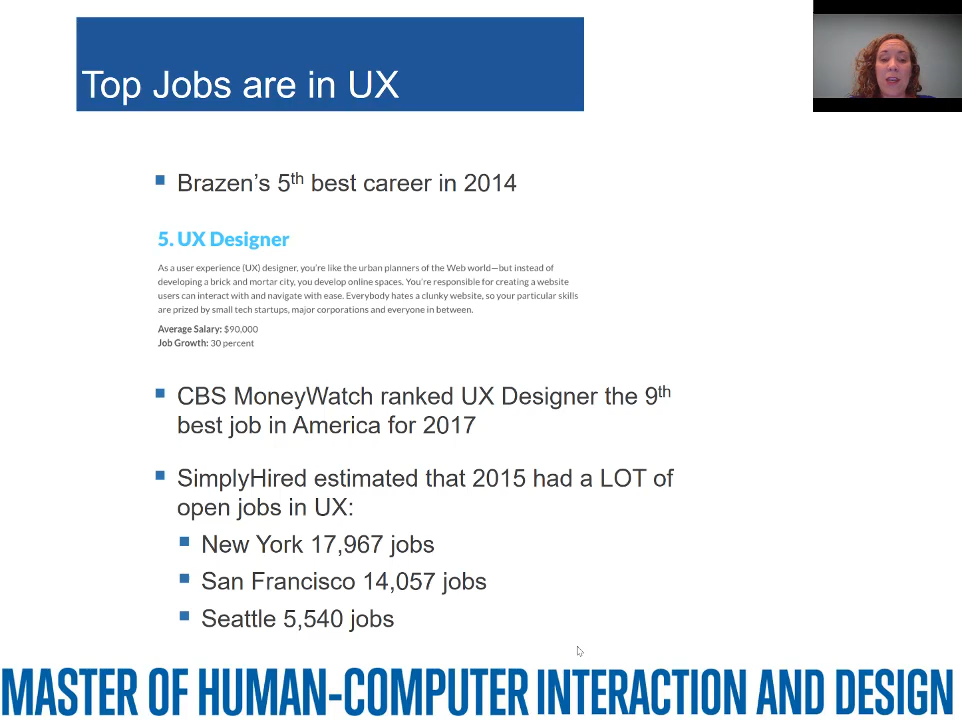 Top Jobs are in UX
Brazen’s 5th best career in 2014
5. UX Designer
As a user experience (UX) designer, you’re like the urban planners of the Web world—but instead of
developing a brick and mortar city, you develop online spaces. You’re responsible for creating a website
users can interact with and navigate with ease. Everybody hates a clunky website, so your particular skills
are prized by small tech startups, major corporations and everyone in between.
Average Salary: $90,000
Job Growth: 30 percent
CBS MoneyWatch ranked UX Designer the 9th
best job in America for 2017
SimplyHired estimated that 2015 had a LOT of
open jobs in UX:
New York 17,967 jobs
San Francisco 14,057 jobs
Seattle 5,540 jobs
MASTER OF HUMAN-COMPUTER INTERACTION AND DESIGN